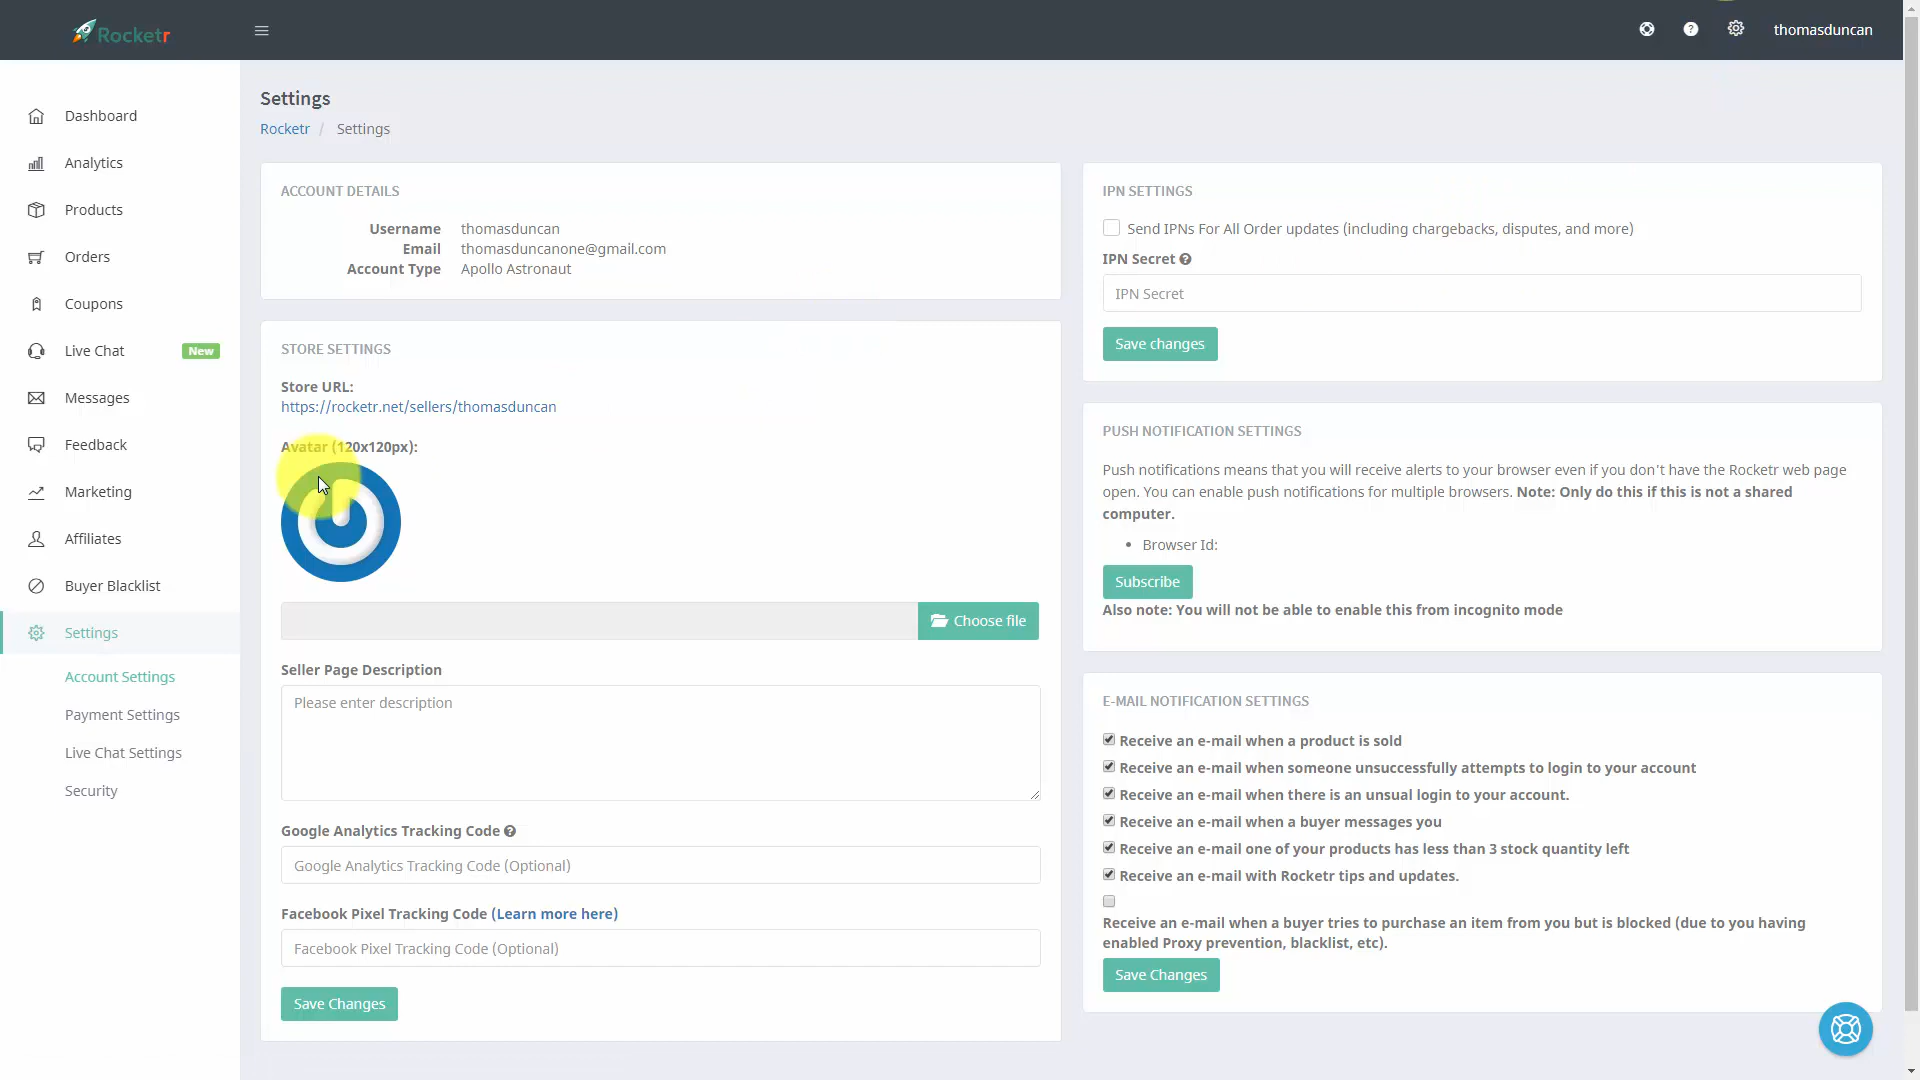 Rocketr
thomasduncan
Dashboard
Analytics
Products
Orders
Coupons
Live Chat New
Messages
Feedback
Marketing
Affiliates
Buyer Blacklist
Settings
Account Settings
Payment Settings
Live Chat Settings
Security
Settings
Rocketr / Settings
ACCOUNT DETAILS
Username thomasduncan
Email thomasduncanone@gmail.com
Account Type Apollo Astronaut
STORE SETTINGS
Store URL:
https://rocketr.net/sellers/thomasduncan
Avatar (120x120px):
Choose file
Seller Page Description
Please enter description
Google Analytics Tracking Code
Google Analytics Tracking Code (Optional)
Facebook Pixel Tracking Code (Learn more here)
Facebook Pixel Tracking Code (Optional)
Save Changes
IPN SETTINGS
Send IPNs For All Order updates (including chargebacks, disputes, and more)
IPN Secret
IPN Secret
Save changes
PUSH NOTIFICATION SETTINGS
Push notifications means that you will receive alerts to your browser even if you don't have the Rocketr web page
open. You can enable push notifications for multiple browsers. Note: Only do this if this is not a shared
computer.
• Browser Id:
Subscribe
Also note: You will not be able to enable this from incognito mode
E-MAIL NOTIFICATION SETTINGS
Receive an e-mail when a product is sold
Receive an e-mail when someone unsuccessfully attempts to login to your account
Receive an e-mail when there is an unsual login to your account.
Receive an e-mail when a buyer messages you
Receive an e-mail one of your products has less than 3 stock quantity left
Receive an e-mail with Rocketr tips and updates.
Receive an e-mail when a buyer tries to purchase an item from you but is blocked (due to you having
enabled Proxy prevention, blacklist, etc).
Save Changes